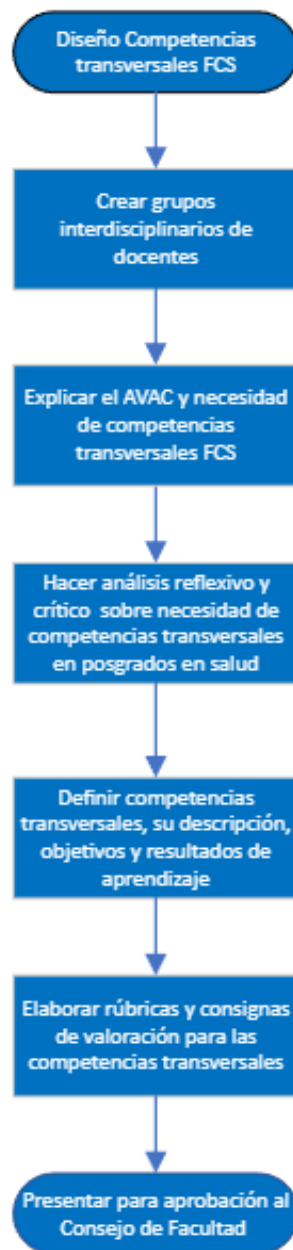 Diseño Competencias
transversales FCS
Crear grupos
interdisciplinarios de
docentes
Explicar el AVAC y necesidad
de competencias
transversales FCS
Hacer análisis reflexivo y
crítico sobre necesidad de
competencias transversales
en posgrados en salud
Definir competencias
transversales, su descripción,
objetivos y resultados de
aprendizaje
Elaborar rúbricas y consignas
de valoración para las
competencias transversales
Presentar para aprobación al
Consejo de Facultad